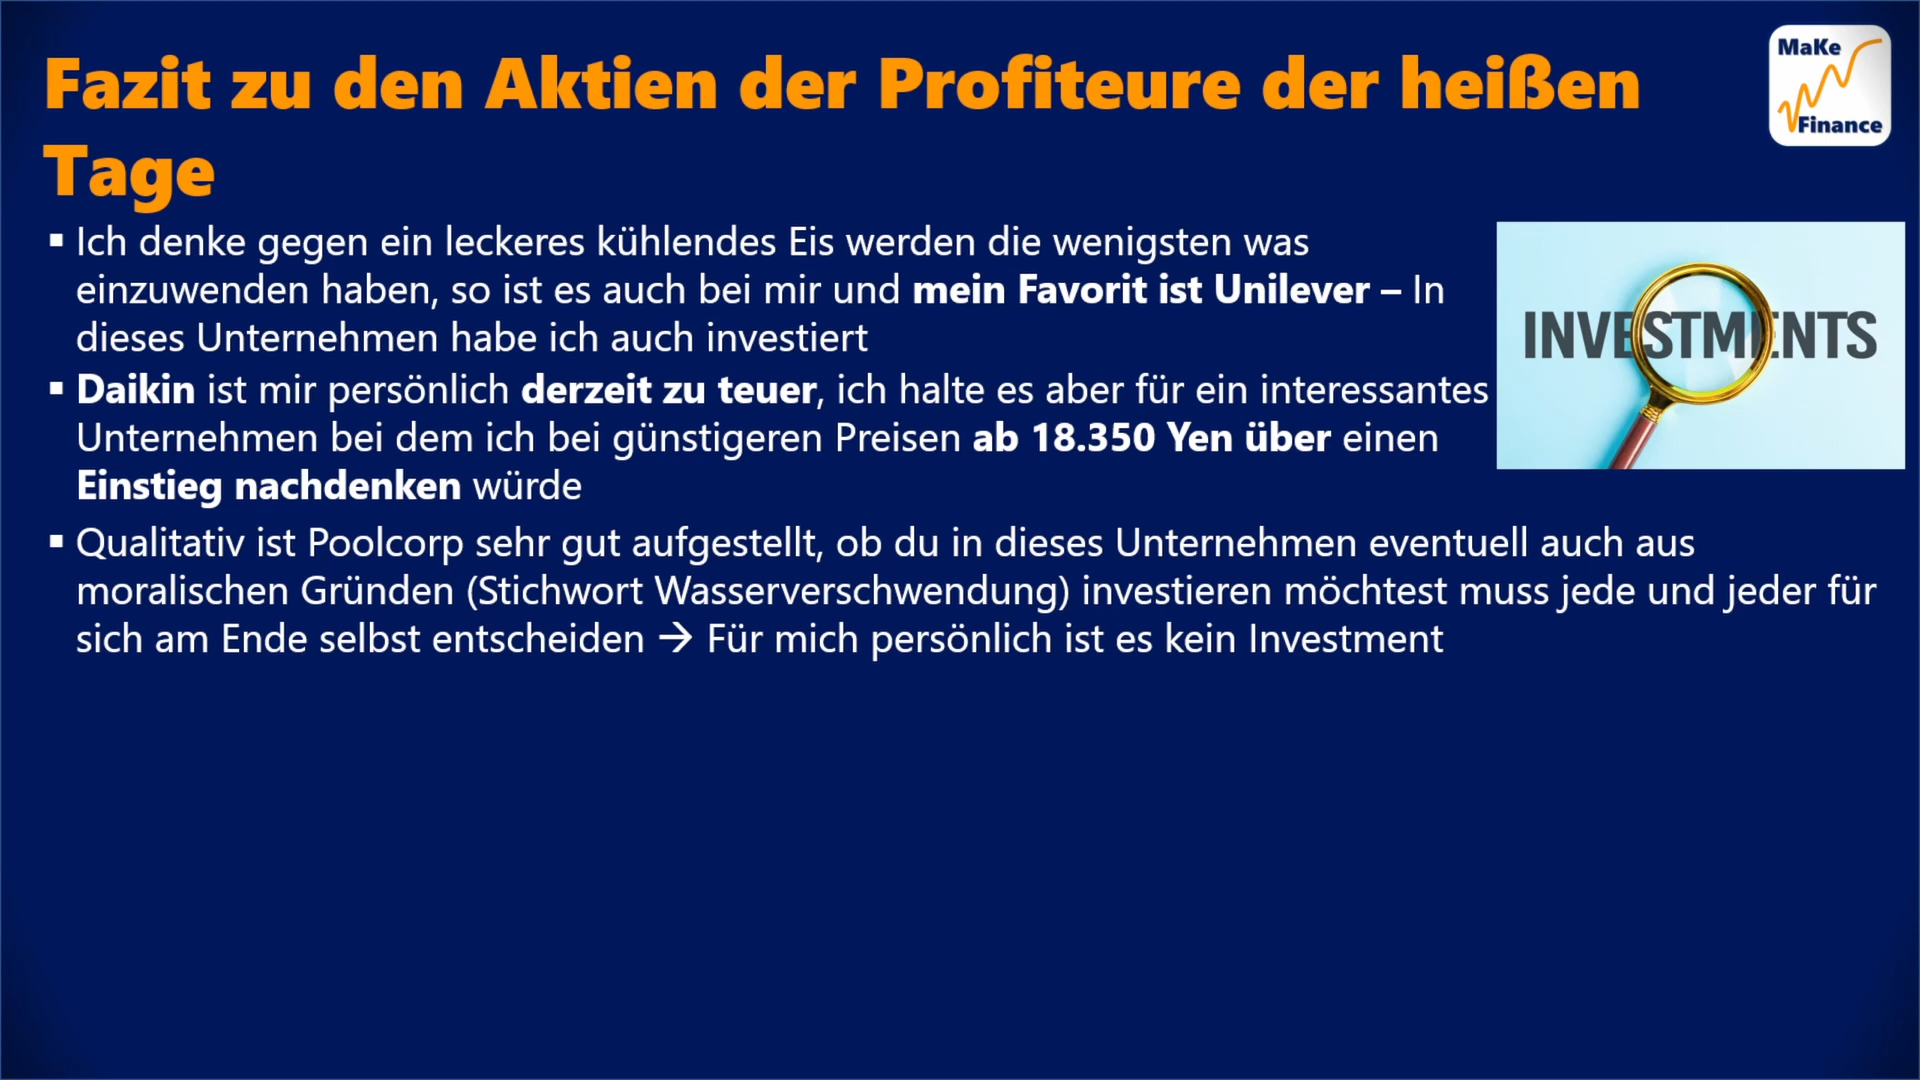 Fazit zu den Aktien der Profiteure der heißen
Tage
MaKe
Finance
▪ Ich denke gegen ein leckeres kühlendes Eis werden die wenigsten was
einzuwenden haben, so ist es auch bei mir und mein Favorit ist Unilever – In
dieses Unternehmen habe ich auch investiert
INVESTMENTS
▪ Daikin ist mir persönlich derzeit zu teuer, ich halte es aber für ein interessantes
Unternehmen bei dem ich bei günstigeren Preisen ab 18.350 Yen über einen
Einstieg nachdenken würde
▪ Qualitativ ist Poolcorp sehr gut aufgestellt, ob du in dieses Unternehmen eventuell auch aus
moralischen Gründen (Stichwort Wasserverschwendung) investieren möchtest muss jede und jeder für
sich am Ende selbst entscheiden → Für mich persönlich ist es kein Investment